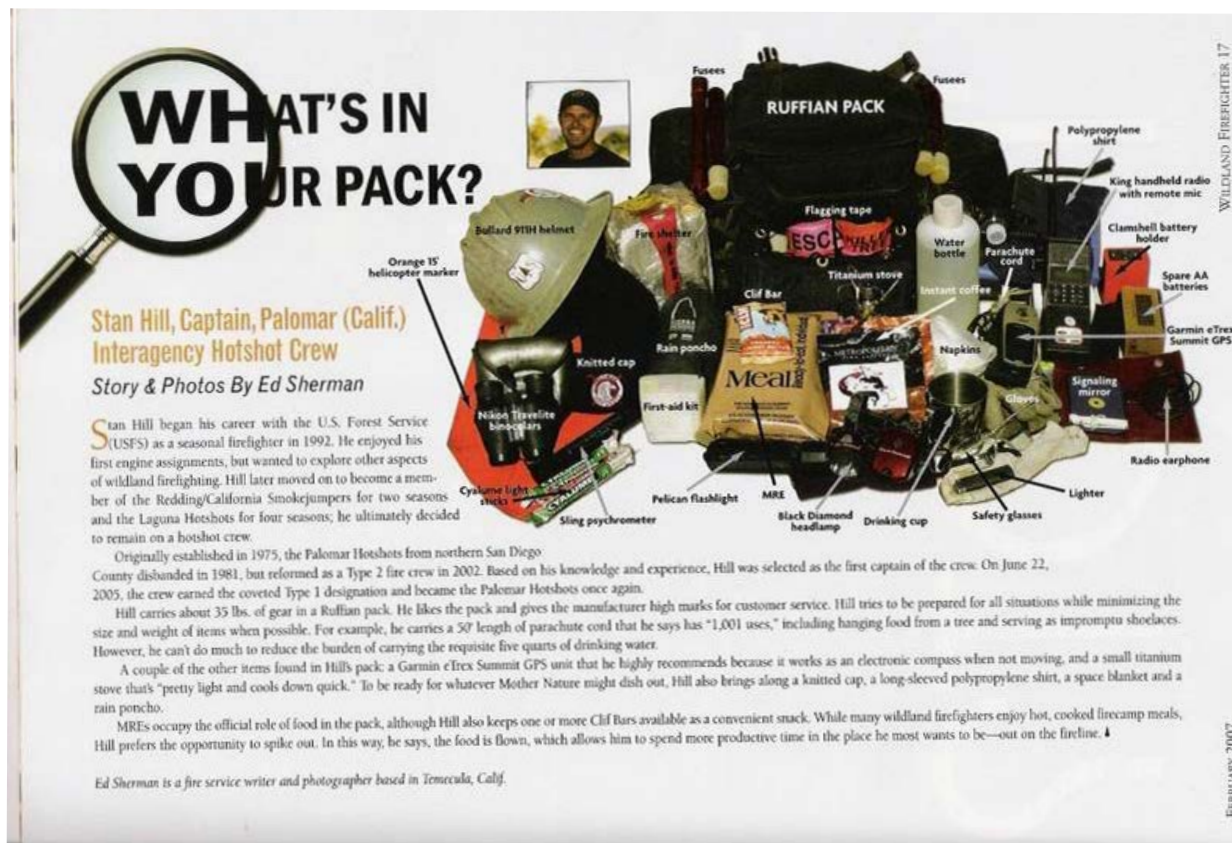 WHAT'S IN
YOUR PACK?
Stan Hill, Captain, Palomar (Calif.)
Interagency Hotshot Crew
Story & Photos By Ed Sherman
Stan Hill began his career with the U.S. Forest Service
(USFS) as a seasonal firefighter in 1992. He enjoyed his
first engine assignments, but wanted to explore other aspects
of wildland firefighting. Hill later moved on to become a mem-
ber of the Redding/California Smokejumpers for two seasons
and the Laguna Hotshots for four seasons; he ultimately decided
to remain on a hotshot crew.
Originally established in 1975, the Palomar Hotshots from northern San Diego
County disbanded in 1981, but reformed as a Type 2 fire crew in 2002. Based on his knowledge and experience, Hill was selected as the first captain of the crew. On June 22,
2005, the crew earned the coveted Type 1 designation and became the Palomar Hotshots once again.
Hill carries about 35 lbs. of gear in a Ruffian pack. He likes the pack and gives the manufacturer high marks for customer service. Hill tries to be prepared for all situations while minimizing the
size and weight of items when possible. For example, he carries a 50' length of parachute cord that he says has "1,001 uses," including hanging food from a tree and serving as impromptu shoelaces.
However, he can't do much to reduce the burden of carrying the requisite five quarts of drinking water.
A couple of the other items found in Hill's pack: a Garmin eTrex Summit GPS unit that he highly recommends because it works as an electronic compass when not moving, and a small titanium
stove that's "pretty light and cools down quick." To be ready for whatever Mother Nature might dish out, Hill also brings along a knitted cap, a long-sleeved polypropylene shirt, a space blanket and a
rain poncho.
MREs occupy the official role of food in the pack, although Hill also keeps one or more Clif Bars available as a convenient snack. While many wildland firefighters enjoy hot, cooked firecamp meals,
Hill prefers the opportunity to spike out. In this way, he says, the food is flown, which allows him to spend more productive time in the place he most wants to be—out on the fireline.
Ed Sherman is a fire service writer and photographer based in Temecula, Calif.
Fusees
RUFFIAN PACK
Fusees
Polypropylene
shirt
King handheld radio
with remote mic
Clamshell battery
holder
Spare AA
batteries
Garmin eTrex
Summit GPS
Bullard 911H helmet
Fire shelter
Flagging tape
ESC
KILLER TREE
Water
bottle
Parachute
cord
Titanium stove
Instant coffee
Orange 15'
helicopter marker
Clif Bar
Rain poncho
Knitted cap
Napkins
Meal
METROPOLITAN
Signaling
mirror
Gloves
First-aid kit
Nikon Travelite
binoculars
Cyalume light
sticks
CYALUME
Sling psychrometer
Pelican flashlight
MRE
Black Diamond
headlamp
Drinking cup
Safety glasses
Lighter
Radio earphone
WILDLAND FIREFIGHTER 17
FEBRUARY 2007